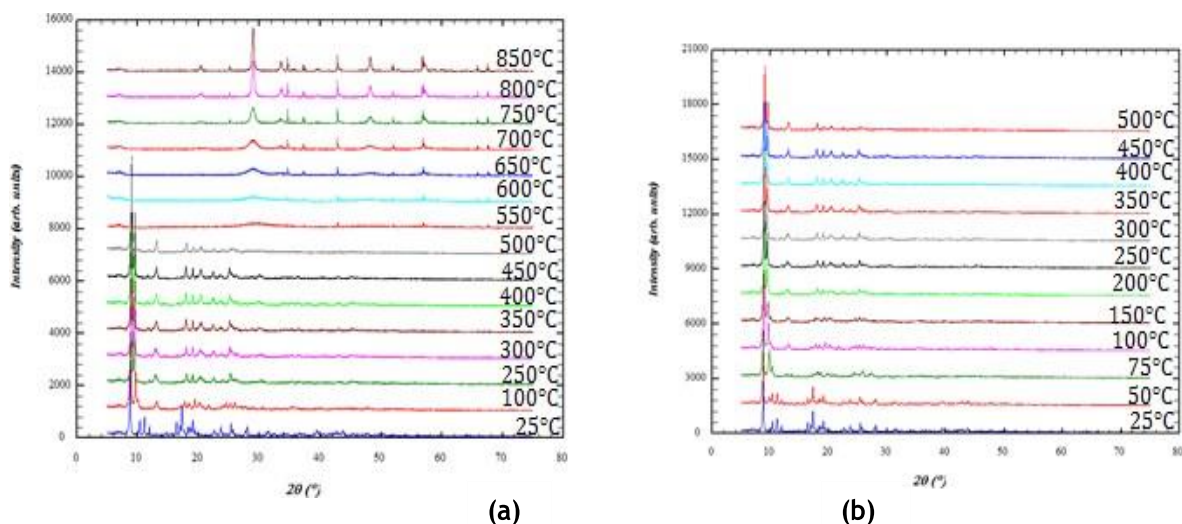 16000
14000
12000
10000
8000
6000
4000
2000
0
Intensity (arb. units)
850°C
800°C
750°C
700°C
650°C
600°C
550°C
500°C
450°C
400°C
350°C
300°C
250°C
100°C
25°C
0 10 20 30 40 50 60 70 80
2θ (°)
(a)
21000
18000
15000
12000
9000
6000
3000
0
Intensity (arb. units)
500°C
450°C
400°C
350°C
300°C
250°C
200°C
150°C
100°C
75°C
50°C
25°C
0 10 20 30 40 50 60 70 80
2θ (°)
(b)